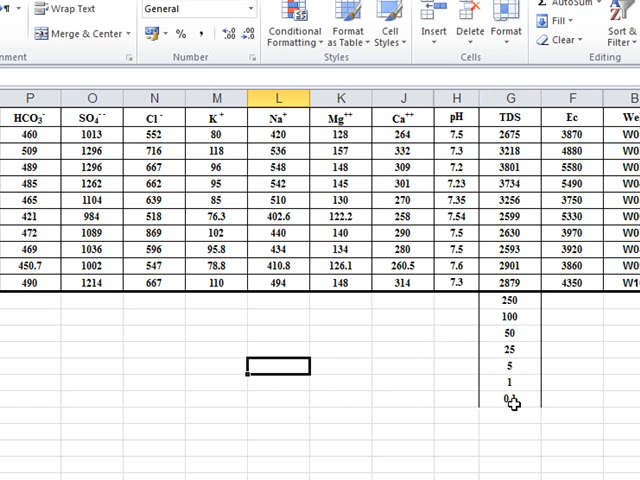 Wrap Text
General
AutoSum
Merge & Center
%
Conditional Formatting
Format as Table
Cell Styles
Insert
Delete
Format
Fill
Clear
Sort & Filter
nment
Number
Styles
Cells
Editing
P O N M L K J H G F
HCO₃⁻ SO₄⁻⁻ Cl⁻ K⁺ Na⁺ Mg⁺⁺ Ca⁺⁺ pH TDS Ec
460 1013 552 80 420 128 264 7.5 2675 3870
509 1296 716 118 536 157 332 7.3 3218 4880
489 1296 667 96 548 148 309 7.2 3801 5580
485 1262 662 95 542 145 301 7.23 3734 5490
465 1104 639 85 510 130 270 7.35 3256 3750
421 984 518 76.3 402.6 122.2 258 7.54 2599 5330
472 1089 869 102 440 140 290 7.5 2630 3970
469 1036 596 95.8 434 134 280 7.5 2593 3920
450.7 1002 547 78.8 410.8 126.1 260.5 7.6 2901 3860
490 1214 667 110 494 148 314 7.3 2879 4350
250
100
50
25
5
1